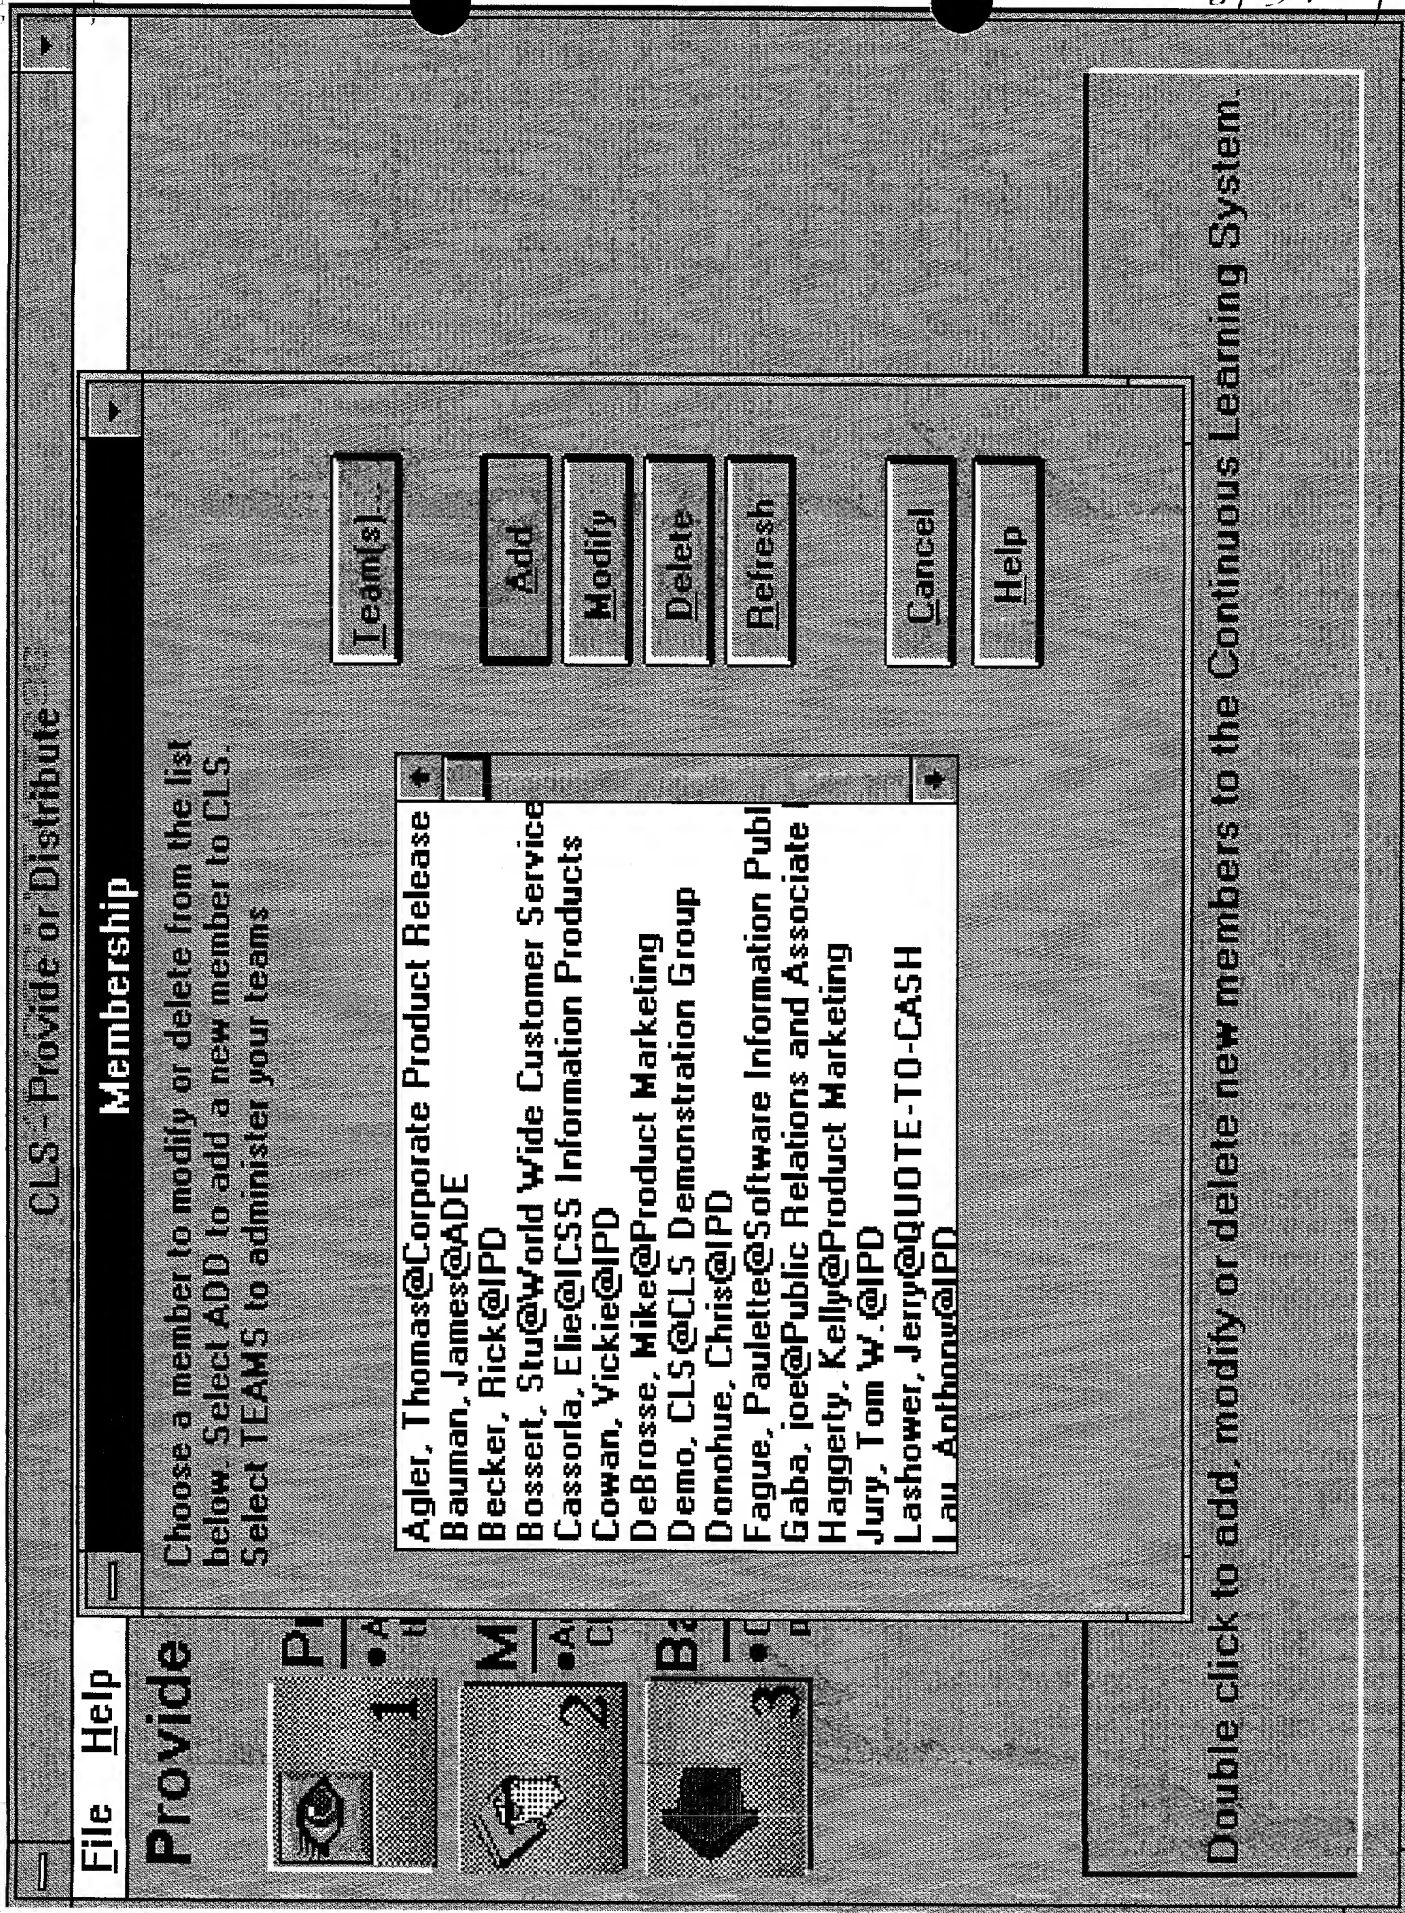 CLS - Provide or Distribute
File Help
Provide
Membership
Choose a member to modify or delete from the list
below. Select ADD to add a new member to CLS.
Select TEAMS to administer your teams
Team(s)...
Add
Modify
Delete
Refresh
Cancel
Help
Agler, Thomas@Corporate Product Release
Bauman, James@ADE
Becker, Rick@IPD
Bossert, Stu@World Wide Customer Service
Cassorla, Elie@ICSS Information Products
Cowan, Vickie@IPD
DeBrosse, Mike@Product Marketing
Demo, CLS@CLS Demonstration Group
Donohue, Chris@IPD
Fague, Paulette@Software Information Publ
Gaba, joe@Public Relations and Associate
Haggerty, Kelly@Product Marketing
Jury, Tom W.@IPD
Lashower, Jerry@QUOTE-TO-CASH
Lau, Anthony@IPD
1
2
3
Ba
Double click to add, modify or delete new members to the Continuous Learning System.